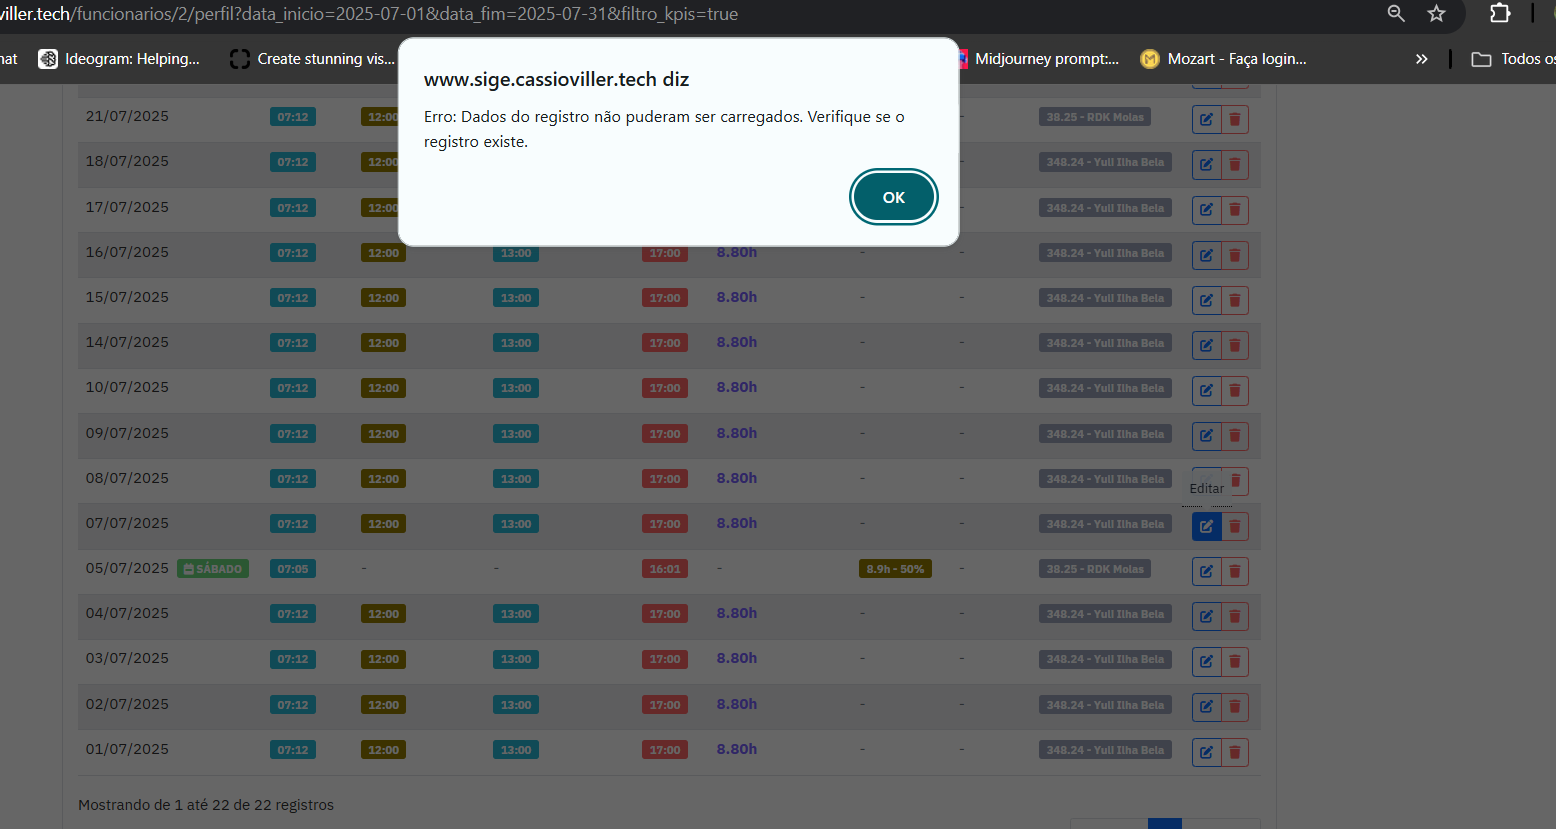 viller.tech/funcionarios/2/perfil?data_inicio=2025-07-01&data_fim=2025-07-31&filtro_kpis=true
nat Ideogram: Helping... Create stunning vis... Midjourney prompt:... Mozart - Faça login... » Todos os
www.sige.cassioviller.tech diz
Erro: Dados do registro não puderam ser carregados. Verifique se o
registro existe.
OK
21/07/2025 07:12 12:00 - 38.25 - RDK Molas
18/07/2025 07:12 12:00 - 348.24 - Yull Ilha Bela
17/07/2025 07:12 12:00 - 348.24 - Yull Ilha Bela
16/07/2025 07:12 12:00 13:00 17:00 8.80h - - 348.24 - Yull Ilha Bela
15/07/2025 07:12 12:00 13:00 17:00 8.80h - - 348.24 - Yull Ilha Bela
14/07/2025 07:12 12:00 13:00 17:00 8.80h - - 348.24 - Yull Ilha Bela
10/07/2025 07:12 12:00 13:00 17:00 8.80h - - 348.24 - Yull Ilha Bela
09/07/2025 07:12 12:00 13:00 17:00 8.80h - - 348.24 - Yull Ilha Bela
08/07/2025 07:12 12:00 13:00 17:00 8.80h - - 348.24 - Yull Ilha Bela
Editar
07/07/2025 07:12 12:00 13:00 17:00 8.80h - - 348.24 - Yull Ilha Bela
05/07/2025 SÁBADO 07:05 - - 16:01 - 8.9h - 50% - 38.25 - RDK Molas
04/07/2025 07:12 12:00 13:00 17:00 8.80h - - 348.24 - Yull Ilha Bela
03/07/2025 07:12 12:00 13:00 17:00 8.80h - - 348.24 - Yull Ilha Bela
02/07/2025 07:12 12:00 13:00 17:00 8.80h - - 348.24 - Yull Ilha Bela
01/07/2025 07:12 12:00 13:00 17:00 8.80h - - 348.24 - Yull Ilha Bela
Mostrando de 1 até 22 de 22 registros